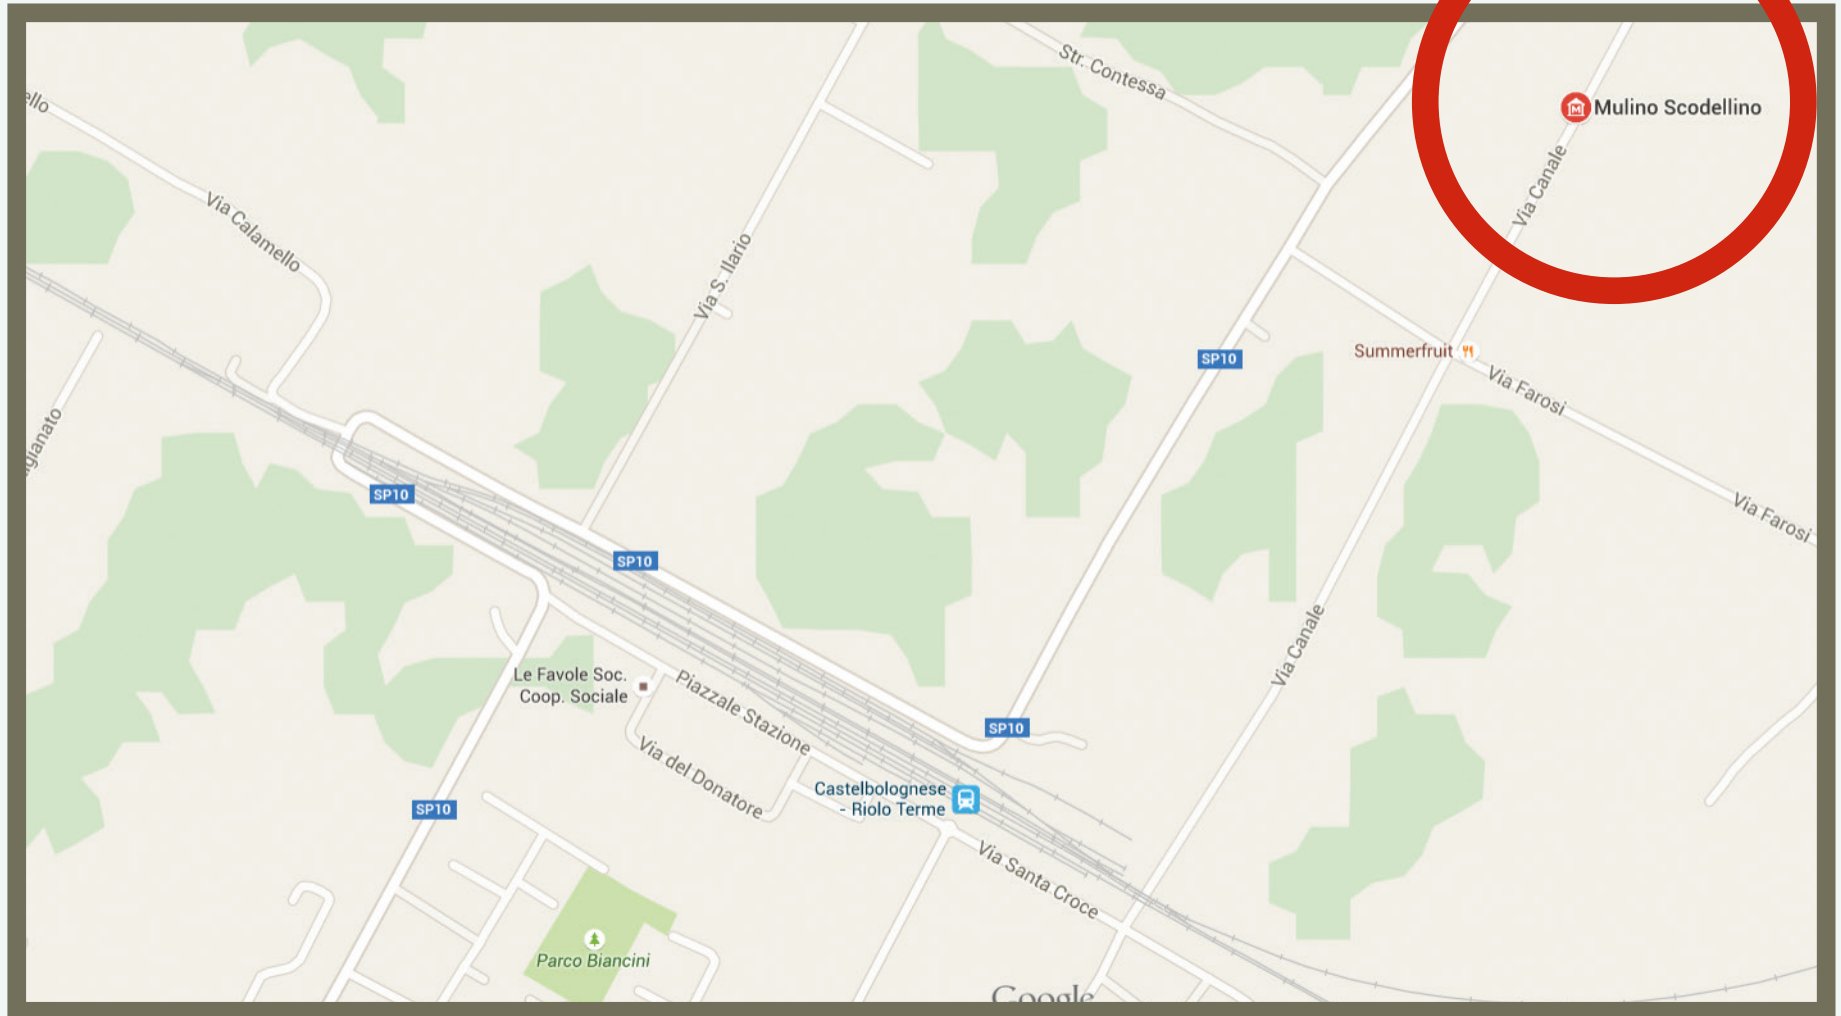 Str. Contessa
Mulino Scodellino
ello
Via Canale
Via Calamello
Via S. Ilario
SP10
Summerfruit
Via Farosi
igianato
SP10
Via Farosi
SP10
Via Canale
Le Favole Soc.
Coop. Sociale
Piazzale Stazione
SP10
Via del Donatore
Castelbolognese
- Riolo Terme
SP10
Via Santa Croce
Parco Biancini
Google